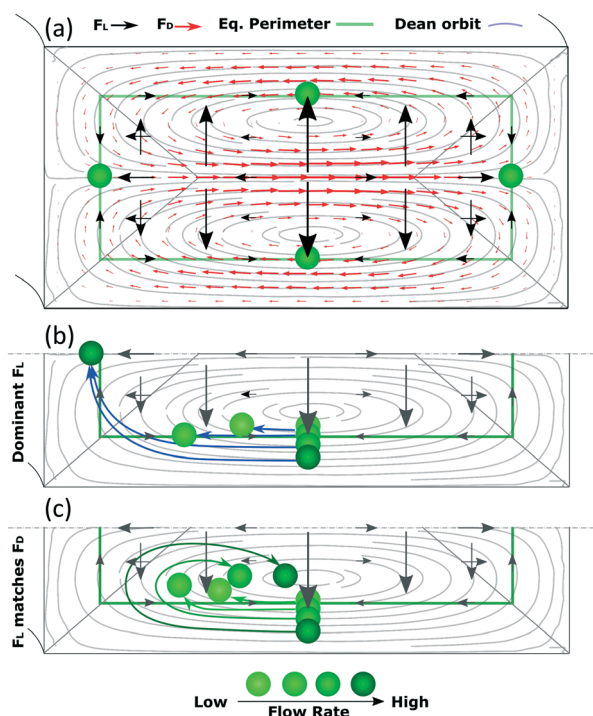 (a) FL FD Eq. Perimeter Dean orbit
(b)
Dominant FL
(c)
FL matches FD
Low High
Flow Rate